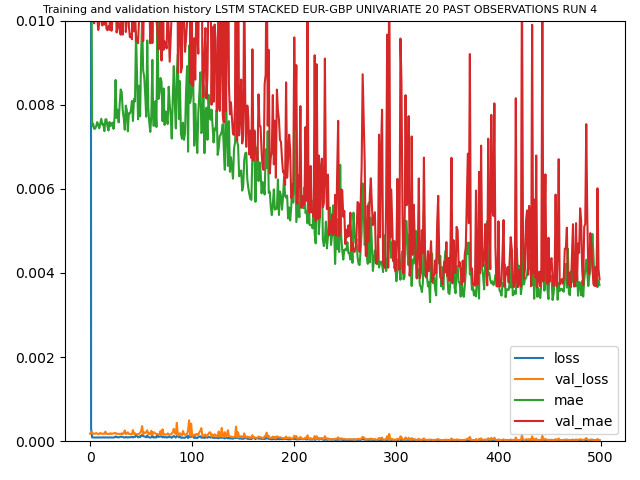 Training and validation history LSTM STACKED EUR-GBP UNIVARIATE 20 PAST OBSERVATIONS RUN 4
0.010
0.008
0.006
0.004
0.002
0.000
0 100 200 300 400 500
loss
val_loss
mae
val_mae